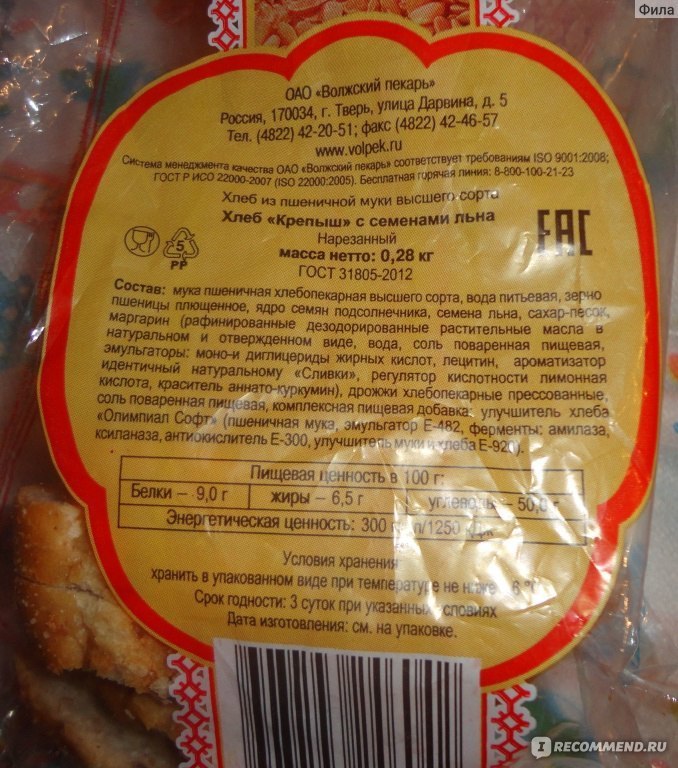 Фила
ОАО «Волжский пекарь»
Россия, 170034, г. Тверь, улица Дарвина, д. 5
Тел. (4822) 42-20-51; факс (4822) 42-46-57
www.volpek.ru
Система менеджмента качества ОАО «Волжский пекарь» соответствует требованиям ISO 9001:2008;
ГОСТ Р ИСО 22000-2007 (ISO 22000:2005). Бесплатная горячая линия: 8-800-100-21-23
Хлеб из пшеничной муки высшего сорта
Хлеб «Крепыш» с семенами льна
Нарезанный
масса нетто: 0,28 кг
ГОСТ 31805-2012
5
PP
EAC
Состав: мука пшеничная хлебопекарная высшего сорта, вода питьевая, зерно
пшеницы плющенное, ядро семян подсолнечника, семена льна, сахар-песок,
маргарин (рафинированные дезодорированные растительные масла в
натуральном и отвержденном виде, вода, соль поваренная пищевая,
эмульгаторы: моно-и диглицериды жирных кислот, лецитин, ароматизатор
идентичный натуральному «Сливки», регулятор кислотности лимонная
кислота, краситель аннато-куркумин), дрожжи хлебопекарные прессованные,
соль поваренная пищевая, комплексная пищевая добавка: улучшитель хлеба
«Олимпиал Софт» (пшеничная мука, эмульгатор Е-482, ферменты: амилаза,
ксиланаза, антиокислитель Е-300, улучшитель муки и хлеба Е-920).
Пищевая ценность в 100 г:
Белки – 9,0 г жиры – 6,5 г углеводы – 50,0 г
Энергетическая ценность: 300 /1250 кДж
Условия хранения:
хранить в упакованном виде при температуре не ниже 6
Срок годности: 3 суток при указанных условиях
Дата изготовления: см. на упаковке.
IRECOMMEND.RU